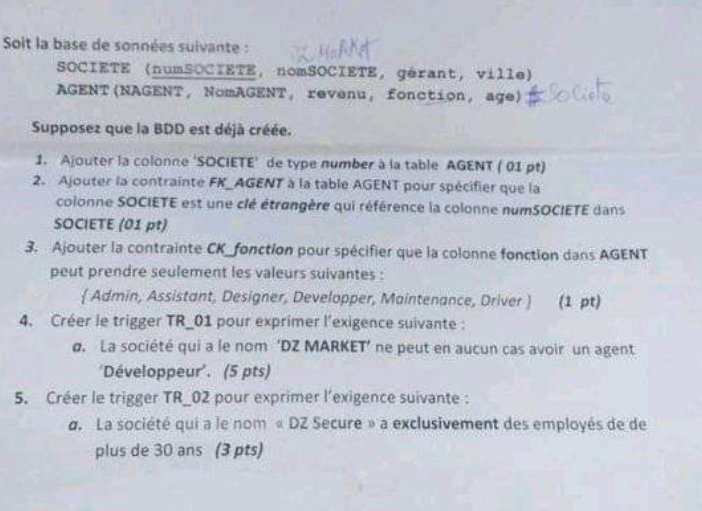 Soit la base de sonnées suivante :
MARKET
SOCIETE (numSOCIETE, nomSOCIETE, gérant, ville)
AGENT (NAGENT, NomAGENT, revenu, fonction, age) # Societe
Supposez que la BDD est déjà créée.
1. Ajouter la colonne 'SOCIETE' de type number à la table AGENT ( 01 pt)
2. Ajouter la contrainte FK_AGENT à la table AGENT pour spécifier que la
colonne SOCIETE est une clé étrangère qui référence la colonne numSOCIETE dans
SOCIETE (01 pt)
3. Ajouter la contrainte CK_fonction pour spécifier que la colonne fonction dans AGENT
peut prendre seulement les valeurs suivantes :
{ Admin, Assistant, Designer, Developper, Maintenance, Driver } (1 pt)
4. Créer le trigger TR_01 pour exprimer l'exigence suivante :
a. La société qui a le nom 'DZ MARKET' ne peut en aucun cas avoir un agent
'Développeur'. (5 pts)
5. Créer le trigger TR_02 pour exprimer l'exigence suivante :
a. La société qui a le nom « DZ Secure » a exclusivement des employés de de
plus de 30 ans (3 pts)